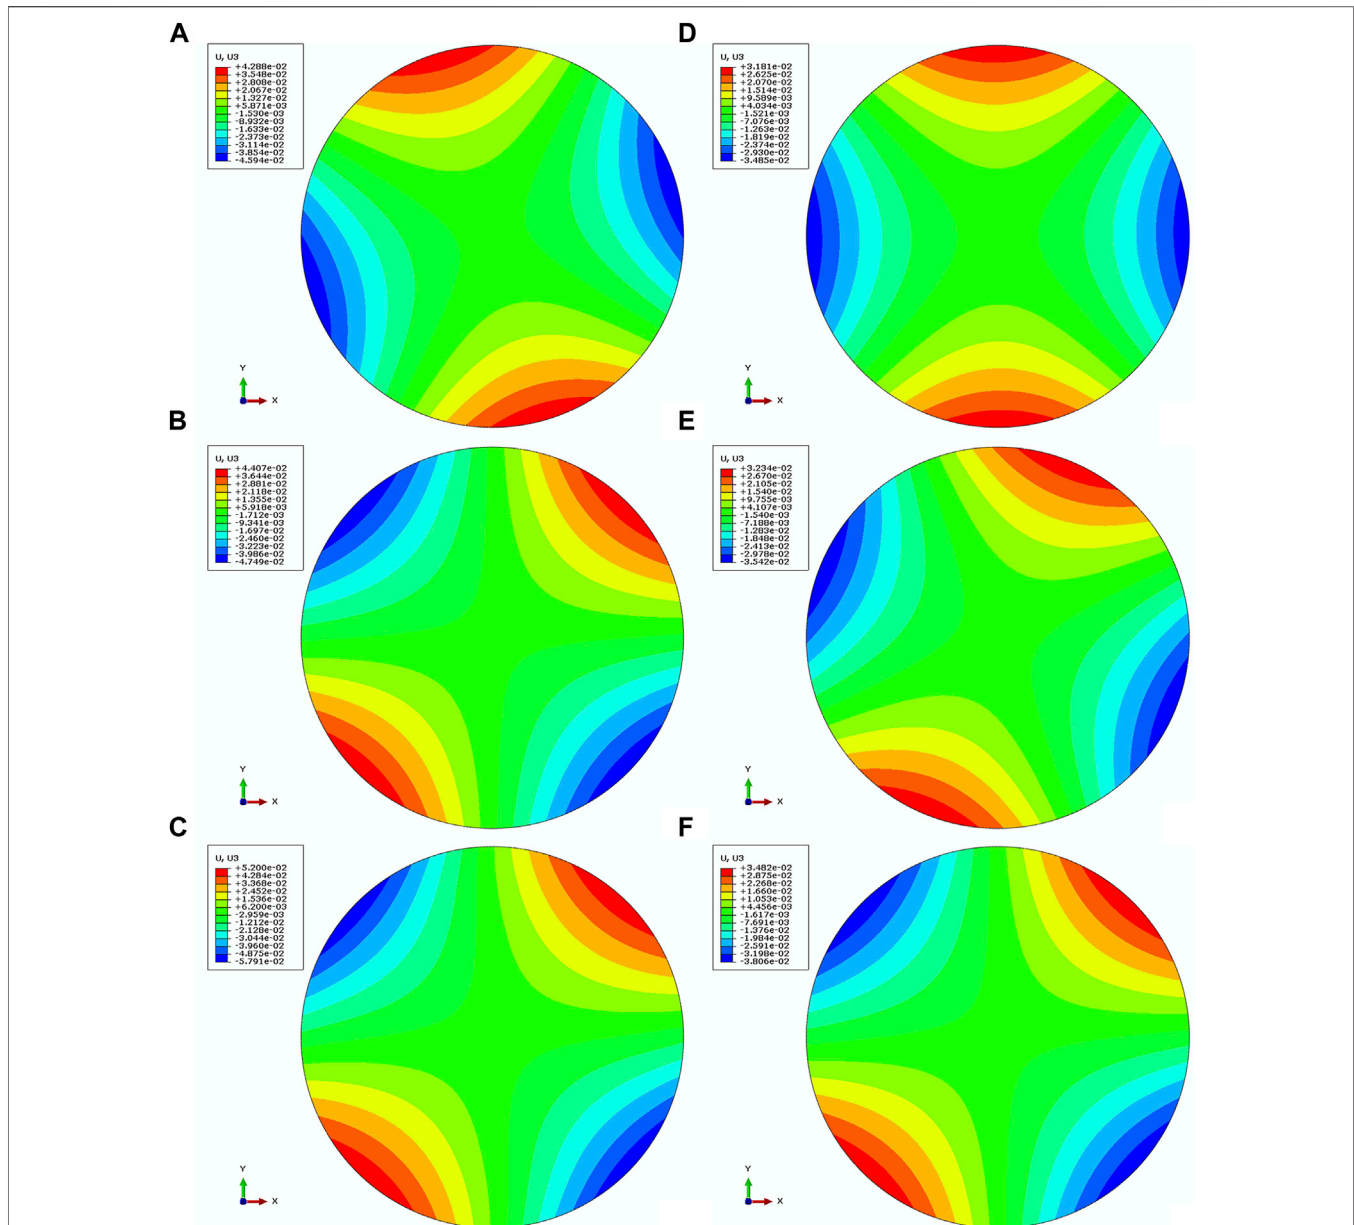 A
U, U3
+4.288e-02
+3.548e-02
+2.808e-02
+2.067e-02
+1.327e-02
+5.871e-03
-1.530e-03
-8.932e-03
-1.633e-02
-2.373e-02
-3.114e-02
-3.854e-02
-4.594e-02
Y
X
B
U, U3
+4.407e-02
+3.644e-02
+2.881e-02
+2.118e-02
+1.355e-02
+5.918e-03
-1.712e-03
-9.341e-03
-1.697e-02
-2.460e-02
-3.223e-02
-3.986e-02
-4.749e-02
Y
X
C
U, U3
+5.200e-02
+4.284e-02
+3.368e-02
+2.452e-02
+1.536e-02
+6.200e-03
-2.959e-03
-1.212e-02
-2.128e-02
-3.044e-02
-3.960e-02
-4.875e-02
-5.791e-02
Y
X
D
U, U3
+3.181e-02
+2.625e-02
+2.070e-02
+1.514e-02
+9.589e-03
+4.034e-03
-1.521e-03
-7.076e-03
-1.263e-02
-1.819e-02
-2.374e-02
-2.930e-02
-3.485e-02
Y
X
E
U, U3
+3.234e-02
+2.670e-02
+2.105e-02
+1.540e-02
+9.755e-03
+4.107e-03
-1.540e-03
-7.188e-03
-1.283e-02
-1.848e-02
-2.413e-02
-2.978e-02
-3.542e-02
Y
X
F
U, U3
+3.482e-02
+2.875e-02
+2.268e-02
+1.660e-02
+1.053e-02
+4.456e-03
-1.617e-03
-7.691e-03
-1.376e-02
-1.984e-02
-2.591e-02
-3.198e-02
-3.806e-02
Y
X